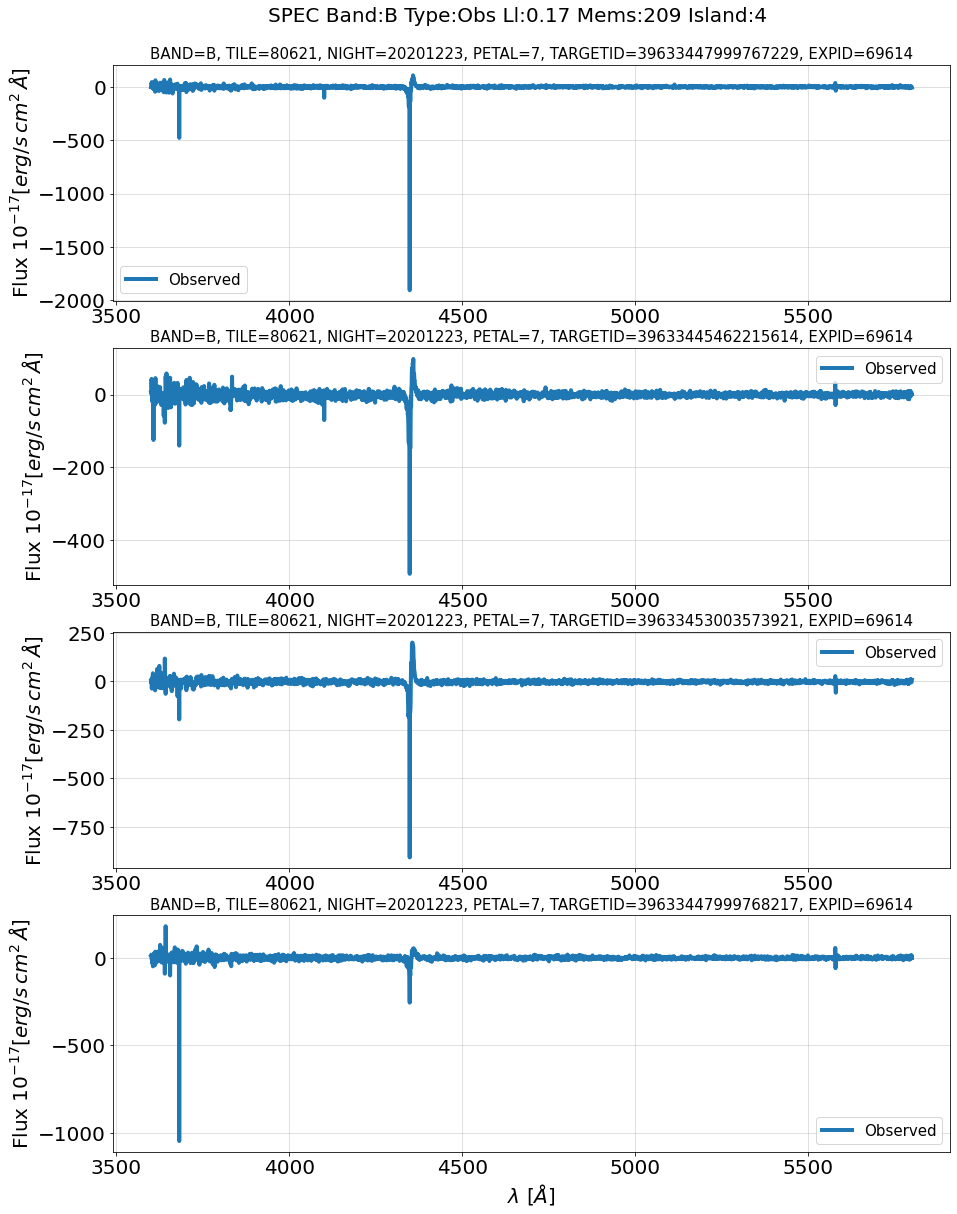 SPEC Band:B Type:Obs Ll:0.17 Mems:209 Island:4
BAND=B, TILE=80621, NIGHT=20201223, PETAL=7, TARGETID=39633447999767229, EXPID=69614
Flux 10^{-17}[erg/s cm^2 Å]
0
−500
−1000
−1500
−2000
Observed
3500 4000 4500 5000 5500
BAND=B, TILE=80621, NIGHT=20201223, PETAL=7, TARGETID=39633445462215614, EXPID=69614
Flux 10^{-17}[erg/s cm^2 Å]
0
−200
−400
Observed
3500 4000 4500 5000 5500
BAND=B, TILE=80621, NIGHT=20201223, PETAL=7, TARGETID=39633453003573921, EXPID=69614
Flux 10^{-17}[erg/s cm^2 Å]
250
0
−250
−500
−750
Observed
3500 4000 4500 5000 5500
BAND=B, TILE=80621, NIGHT=20201223, PETAL=7, TARGETID=39633447999768217, EXPID=69614
Flux 10^{-17}[erg/s cm^2 Å]
0
−500
−1000
Observed
3500 4000 4500 5000 5500
λ [Å]